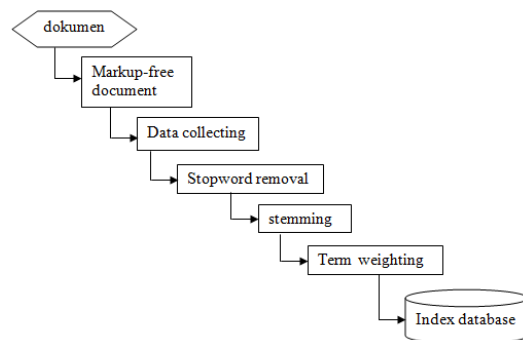 dokumen
Markup-free
document
Data collecting
Stopword removal
stemming
Term weighting
Index database